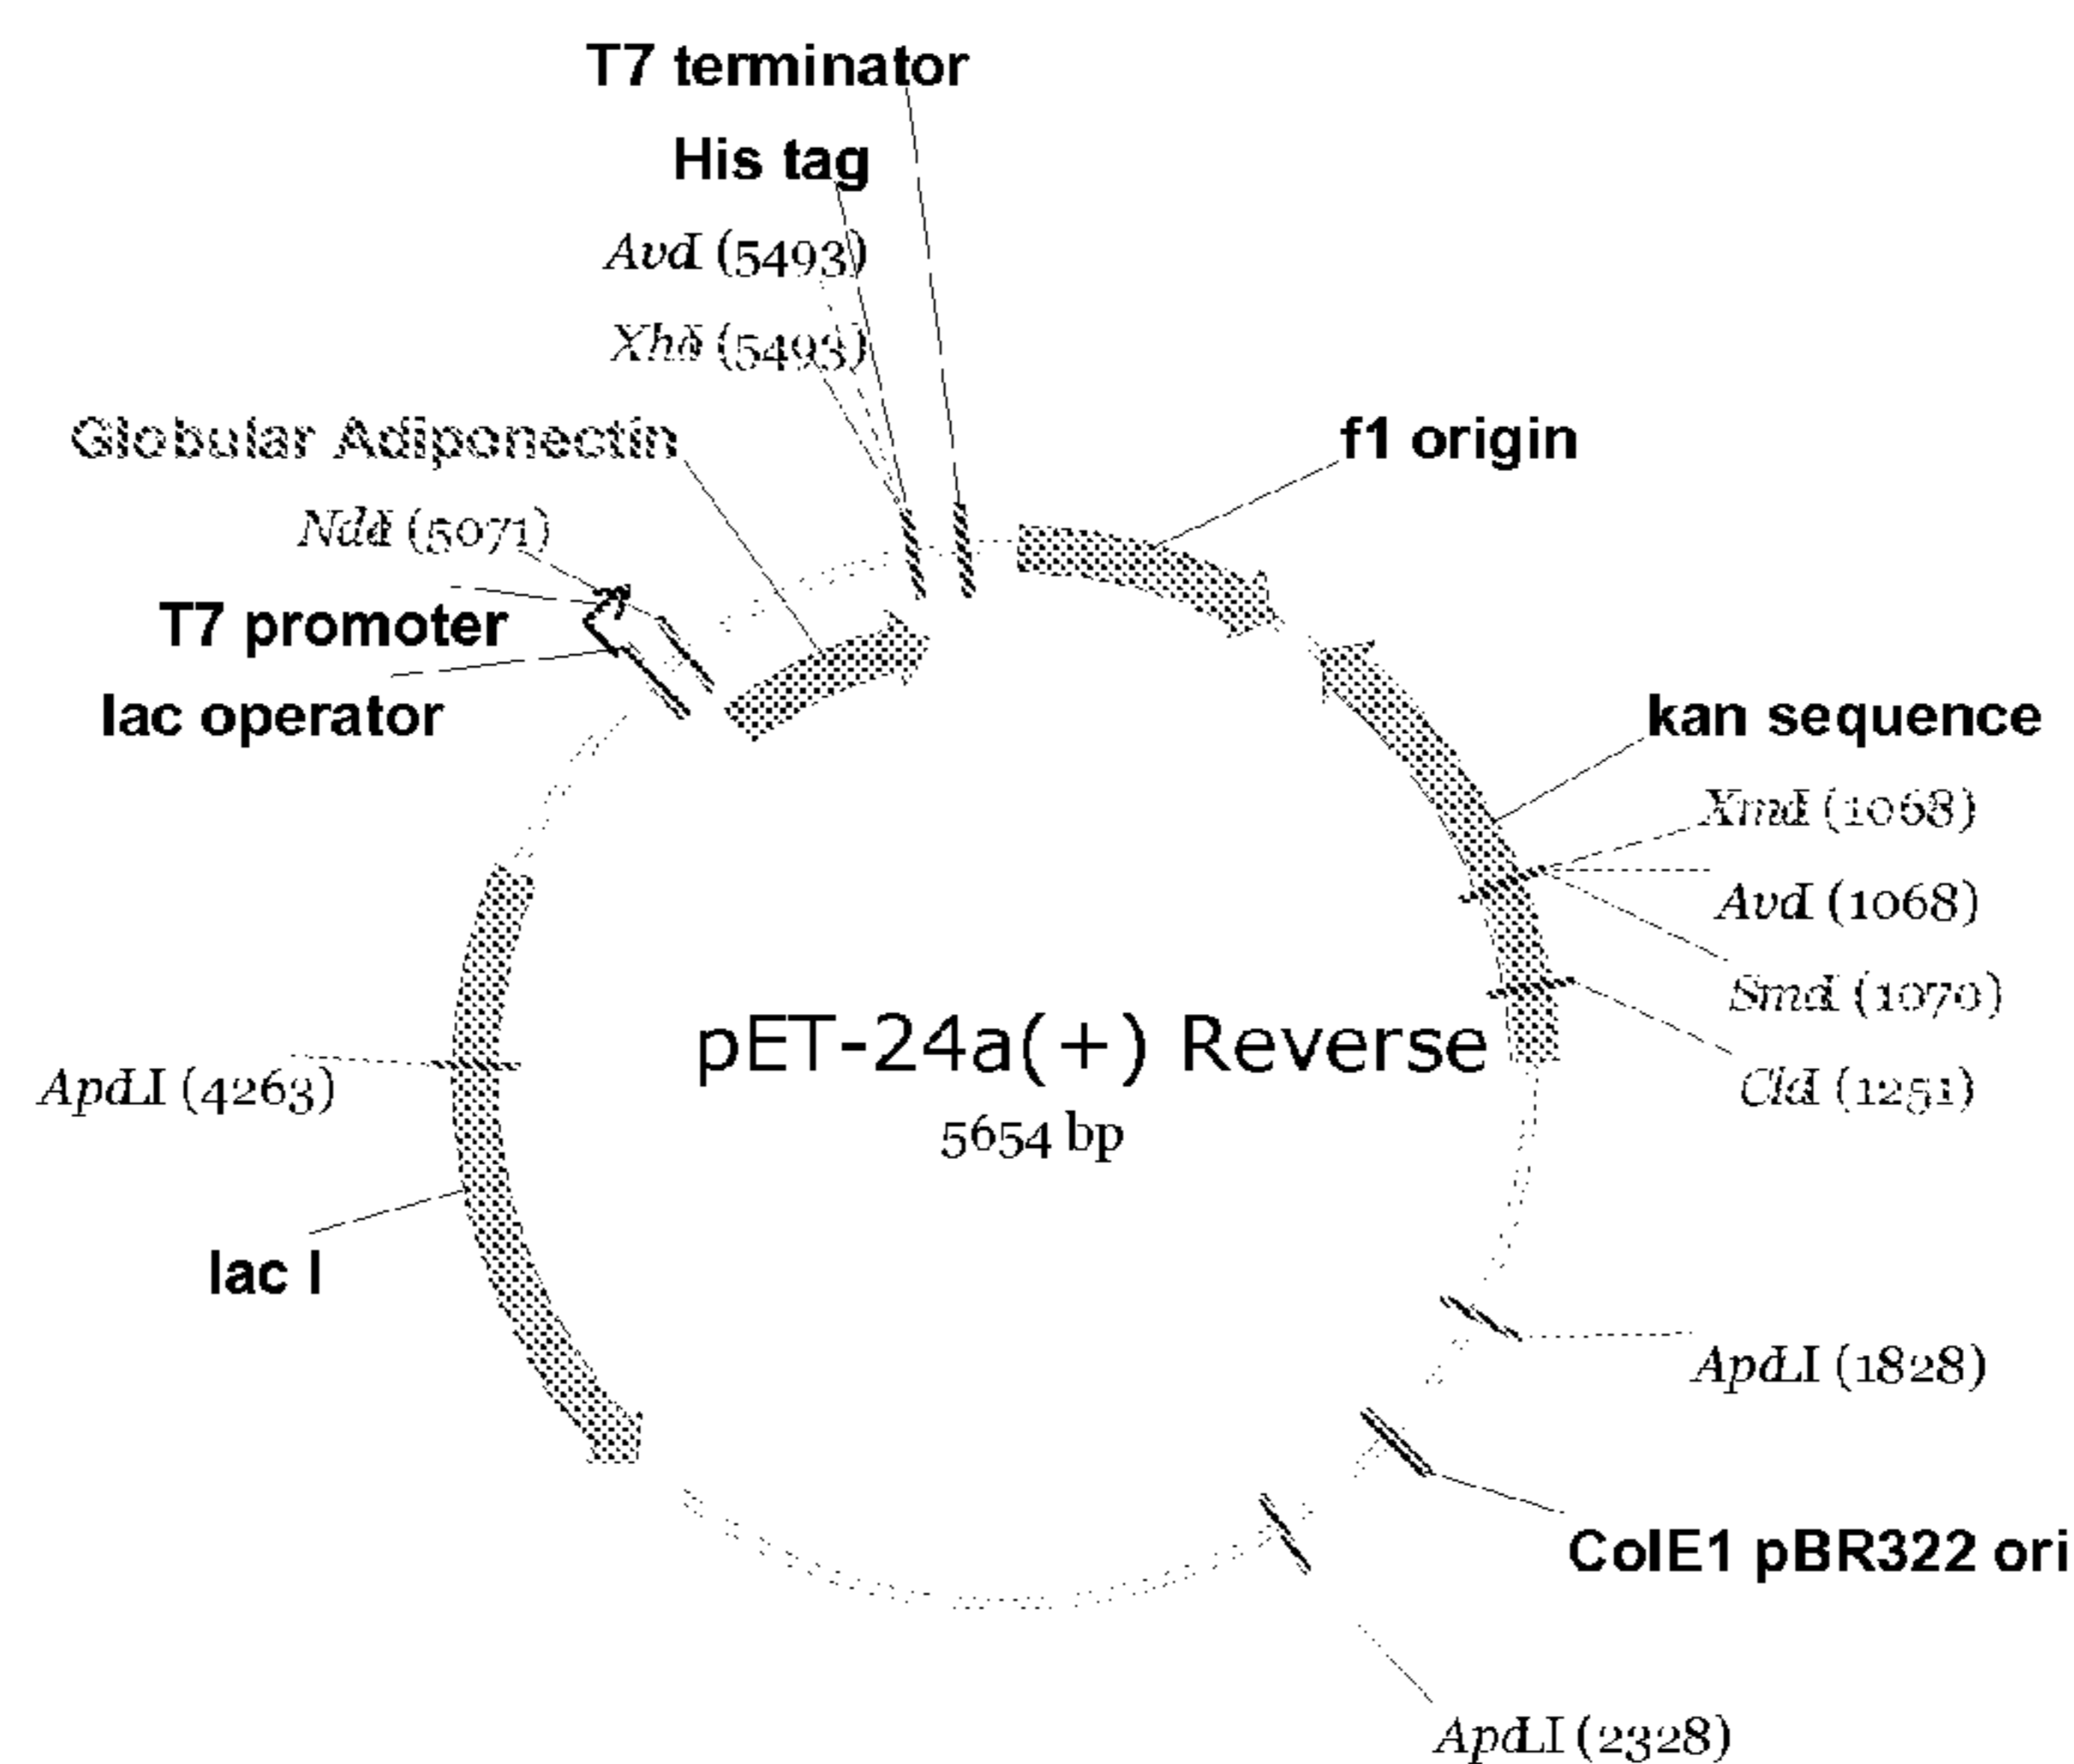 T7 terminator
His tag
AvaI (5493)
XhoI (5493)
Globular Adiponectin
f1 origin
NdeI (5071)
T7 promoter
lac operator
kan sequence
XmaI (1068)
AvaI (1068)
SmaI (1070)
ClaI (1251)
pET-24a(+) Reverse
5654 bp
ApaLI (4263)
lac I
ApaLI (1828)
ColE1 pBR322 ori
ApaLI (2328)